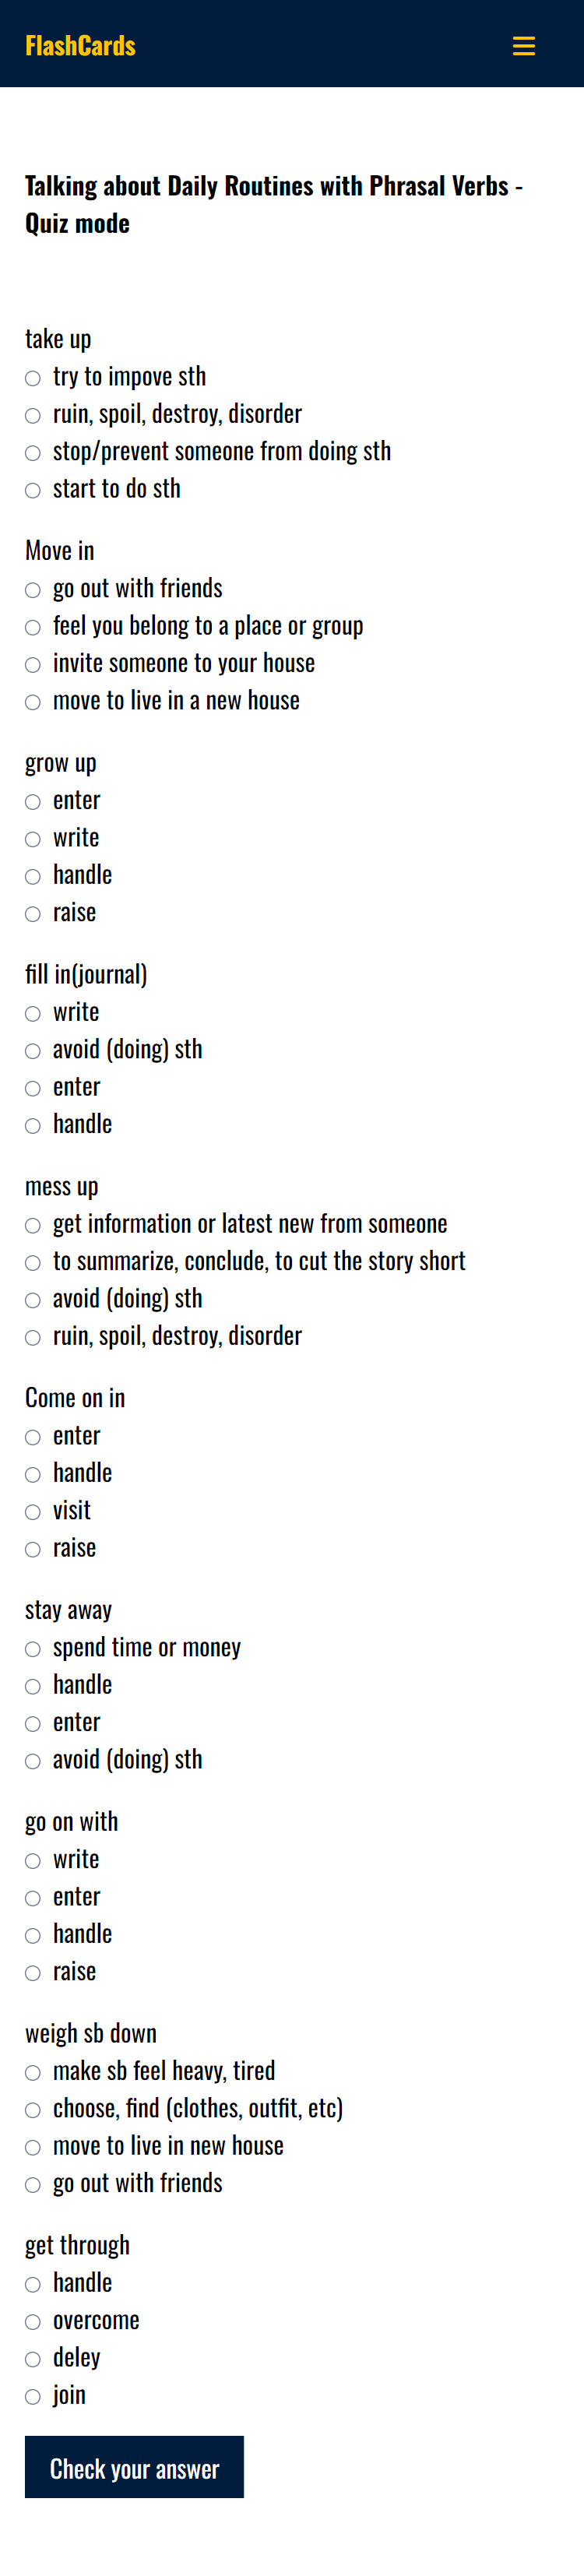 FlashCards
Talking about Daily Routines with Phrasal Verbs -
Quiz mode
take up
try to impove sth
ruin, spoil, destroy, disorder
stop/prevent someone from doing sth
start to do sth
Move in
go out with friends
feel you belong to a place or group
invite someone to your house
move to live in a new house
grow up
enter
write
handle
raise
fill in(journal)
write
avoid (doing) sth
enter
handle
mess up
get information or latest new from someone
to summarize, conclude, to cut the story short
avoid (doing) sth
ruin, spoil, destroy, disorder
Come on in
enter
handle
visit
raise
stay away
spend time or money
handle
enter
avoid (doing) sth
go on with
write
enter
handle
raise
weigh sb down
make sb feel heavy, tired
choose, find (clothes, outfit, etc)
move to live in new house
go out with friends
get through
handle
overcome
deley
join
Check your answer